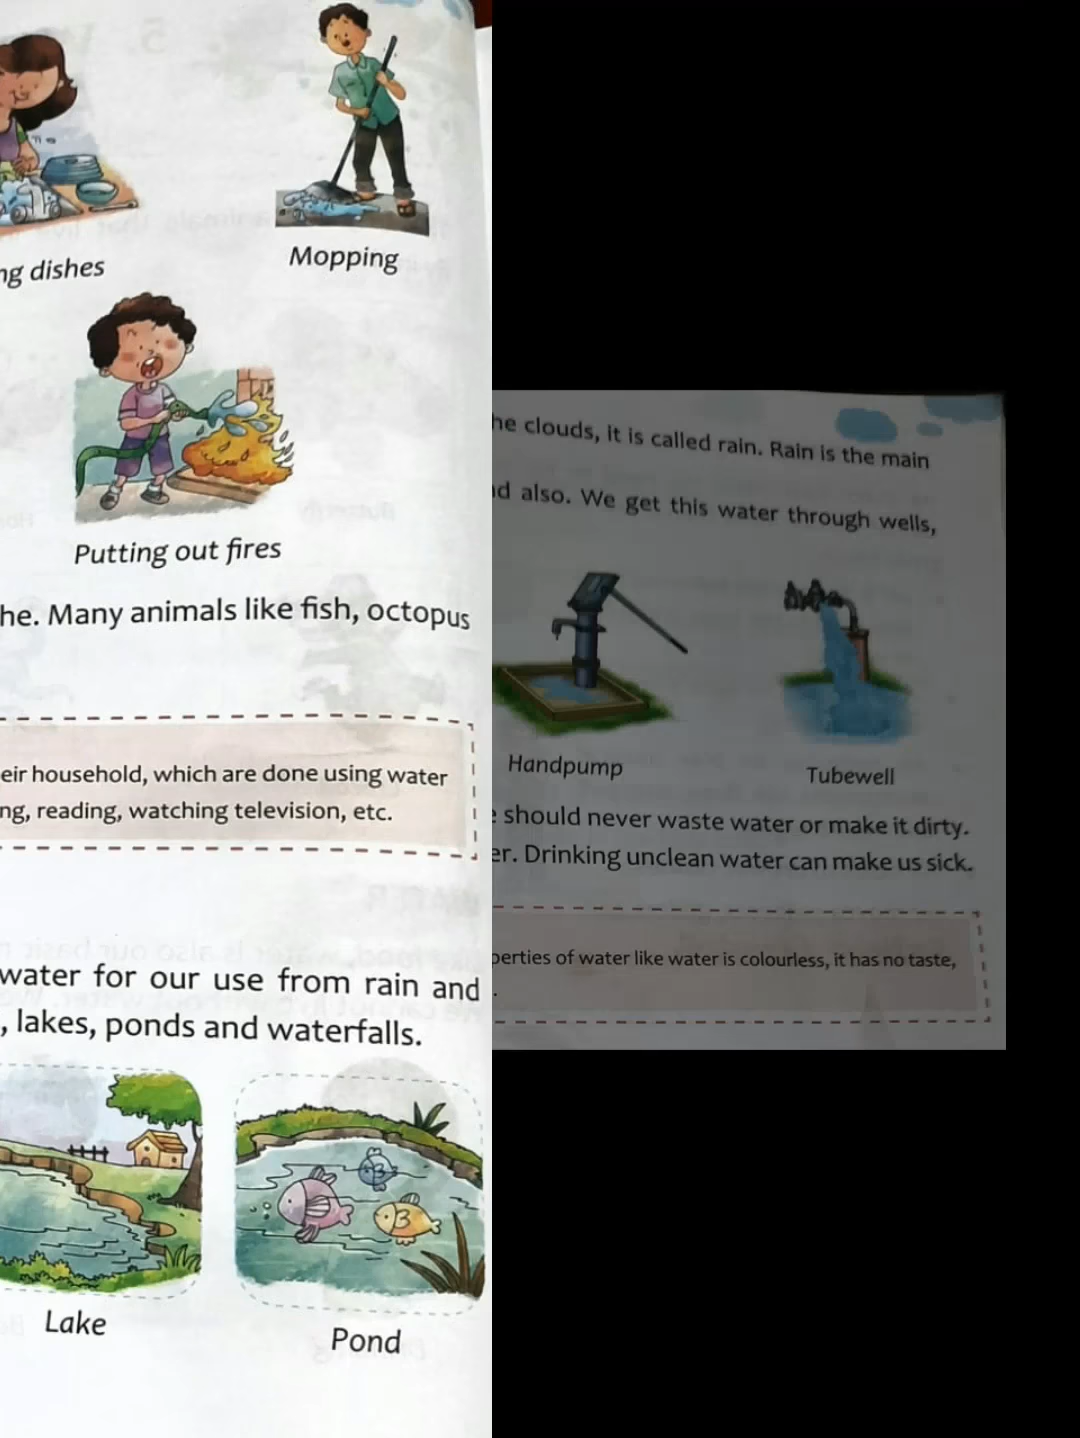 dishes
Mopping
Putting out fires
he. Many animals like fish, octopus
eir household, which are done using water
ng, reading, watching television, etc.
water for our use from rain and
, lakes, ponds and waterfalls.
Lake
Pond
he clouds, it is called rain. Rain is the main
nd also. We get this water through wells,
Handpump
Tubewell
should never waste water or make it dirty.
er. Drinking unclean water can make us sick.
perties of water like water is colourless, it has no taste,
.